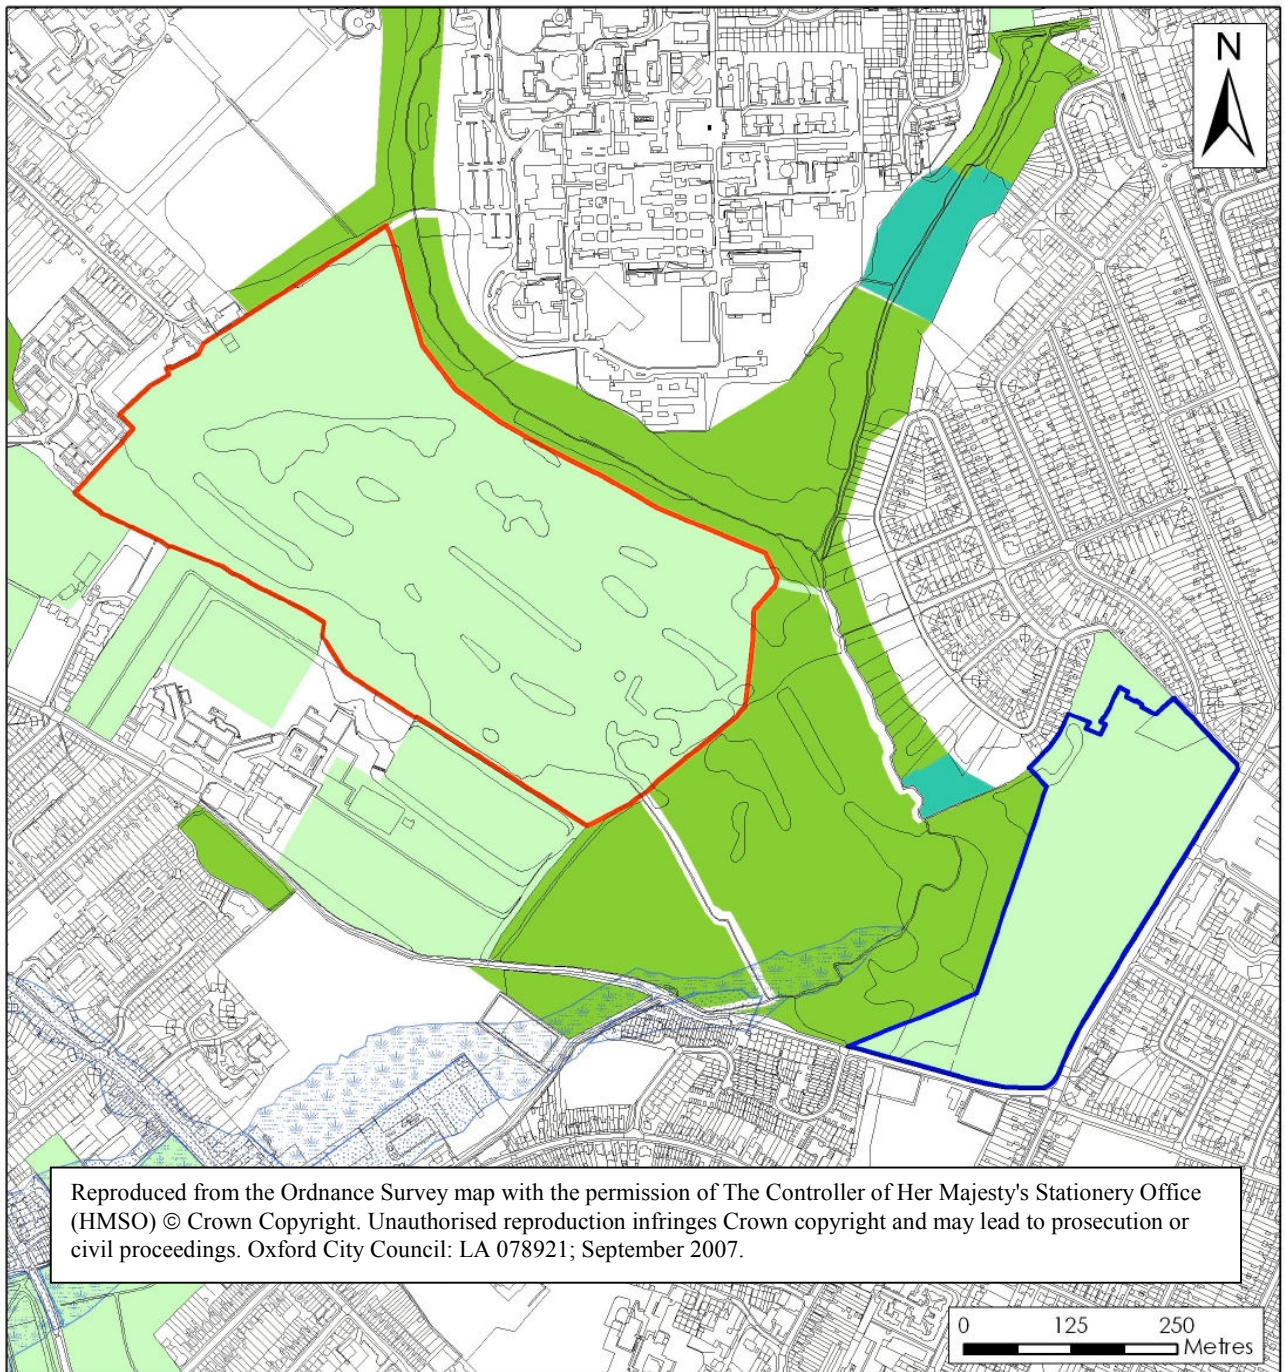 N
Reproduced from the Ordnance Survey map with the permission of The Controller of Her Majesty's Stationery Office
(HMSO) © Crown Copyright. Unauthorised reproduction infringes Crown copyright and may lead to prosecution or
civil proceedings. Oxford City Council: LA 078921; September 2007.
0 125 250
Metres